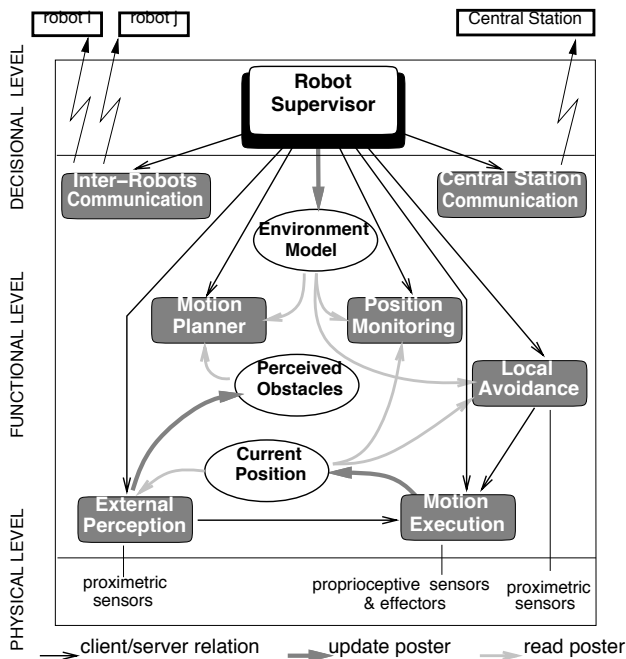 robot i
robot j
Central Station
DECISIONAL LEVEL
Robot
Supervisor
Inter-Robots
Communication
Central Station
Communication
Environment
Model
FUNCTIONAL LEVEL
Motion
Planner
Position
Monitoring
Perceived
Obstacles
Local
Avoidance
Current
Position
External
Perception
Motion
Execution
PHYSICAL LEVEL
proximetric
sensors
proprioceptive sensors
& effectors
proximetric
sensors
client/server relation
update poster
read poster